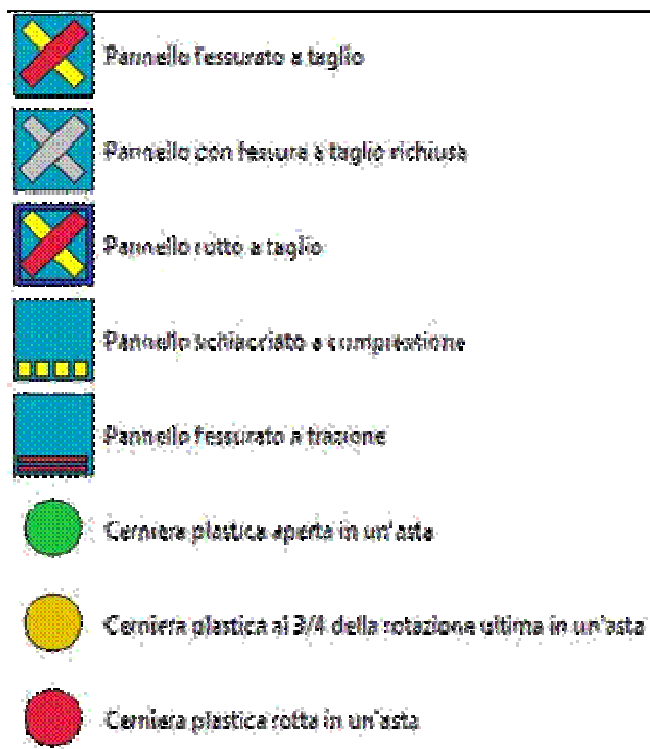 Pannello fessurato a taglio
Pannello con fessura a taglio richiusa
Pannello rotto a taglio
Pannello schiacciato a compressione
Pannello fessurato a trazione
Cerniera plastica aperta in un'asta
Cerniera plastica ai 3/4 della rotazione ultima in un'asta
Cerniera plastica rotta in un'asta